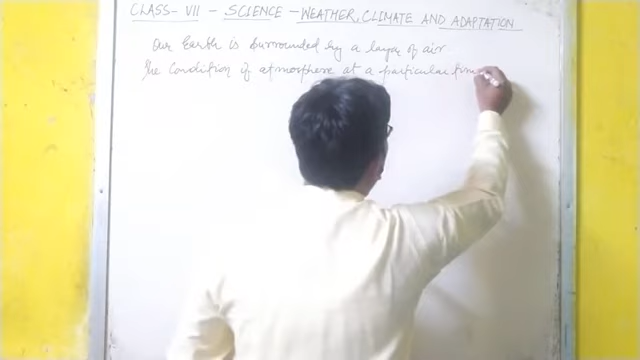 CLASS- VII - SCIENCE - WEATHER, CLIMATE AND ADAPTATION
Our Earth is surrounded by a layer of air
The Condition of atmosphere at a particular time